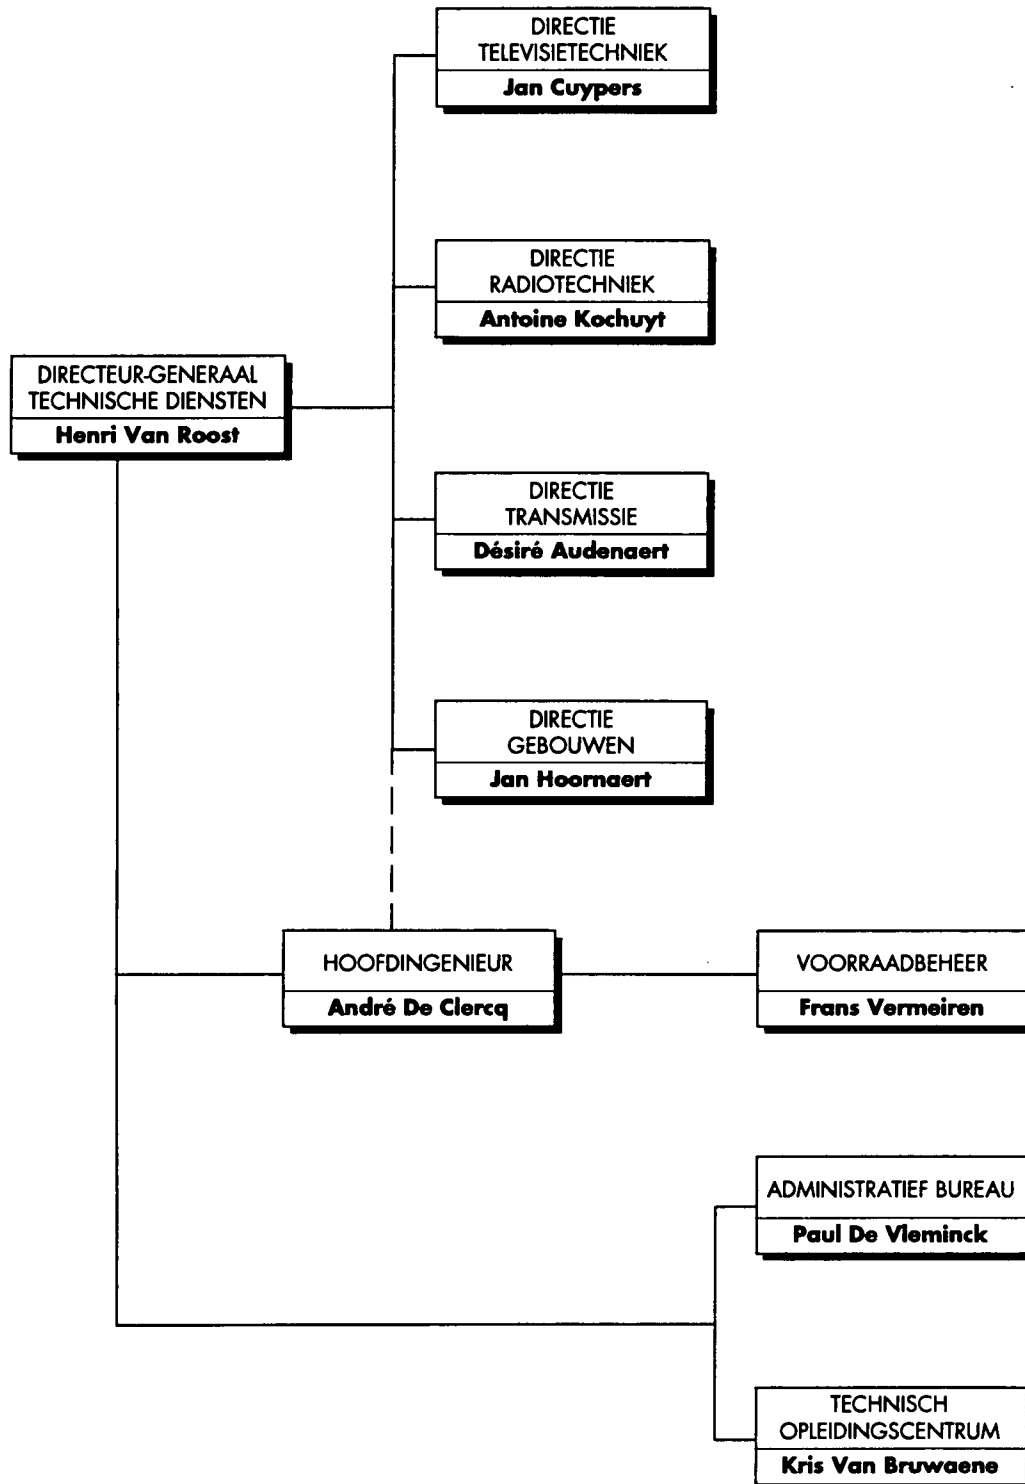 DIRECTIE
TELEVISIETECHNIEK
Jan Cuypers
DIRECTIE
RADIOTECHNIEK
Antoine Kochuyt
DIRECTEUR-GENERAAL
TECHNISCHE DIENSTEN
Henri Van Roost
DIRECTIE
TRANSMISSIE
Désiré Audenaert
DIRECTIE
GEBOUWEN
Jan Hoornaert
HOOFDINGENIEUR
André De Clercq
VOORRAADBEHEER
Frans Vermeiren
ADMINISTRATIEF BUREAU
Paul De Vleminck
TECHNISCH
OPLEIDINGSCENTRUM
Kris Van Bruwaene